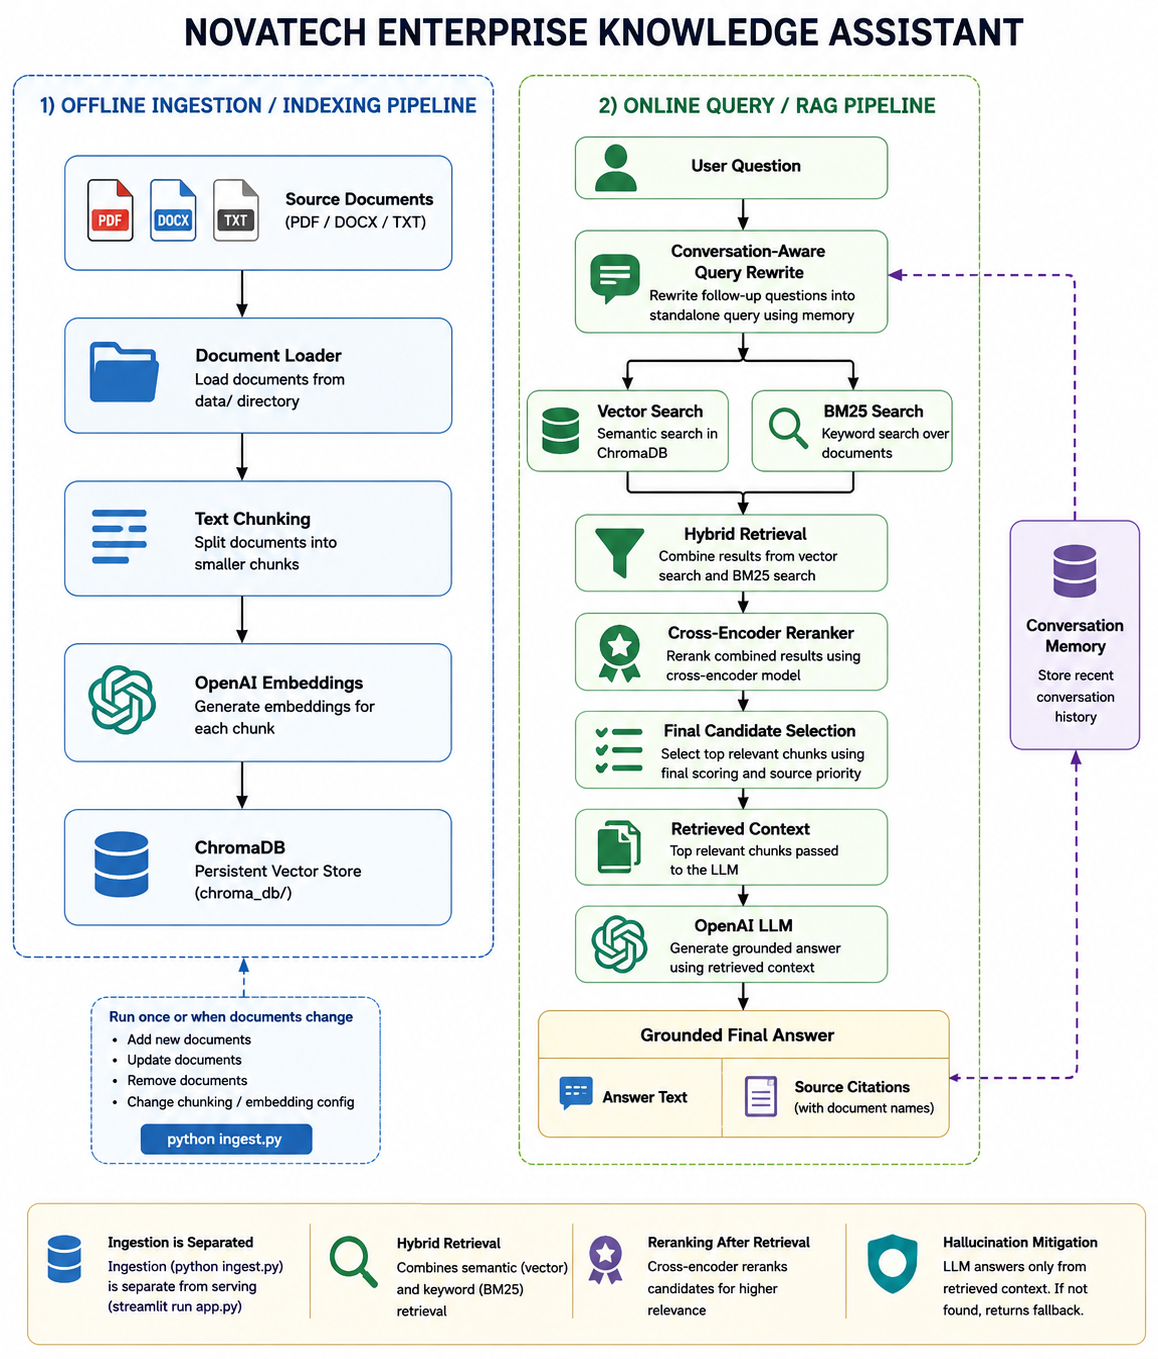 NOVATECH ENTERPRISE KNOWLEDGE ASSISTANT
1) OFFLINE INGESTION / INDEXING PIPELINE
PDF
DOCX
TXT
Source Documents
(PDF / DOCX / TXT)
Document Loader
Load documents from
data/ directory
Text Chunking
Split documents into
smaller chunks
OpenAI Embeddings
Generate embeddings for
each chunk
ChromaDB
Persistent Vector Store
(chroma_db/)
Run once or when documents change
• Add new documents
• Update documents
• Remove documents
• Change chunking / embedding config
python ingest.py
2) ONLINE QUERY / RAG PIPELINE
User Question
Conversation-Aware
Query Rewrite
Rewrite follow-up questions into
standalone query using memory
Vector Search
Semantic search in
ChromaDB
BM25 Search
Keyword search over
documents
Hybrid Retrieval
Combine results from vector
search and BM25 search
Cross-Encoder Reranker
Rerank combined results using
cross-encoder model
Final Candidate Selection
Select top relevant chunks using
final scoring and source priority
Retrieved Context
Top relevant chunks passed
to the LLM
OpenAI LLM
Generate grounded answer
using retrieved context
Grounded Final Answer
Answer Text
Source Citations
(with document names)
Conversation
Memory
Store recent
conversation
history
Ingestion is Separated
Ingestion (python ingest.py)
is separate from serving
(streamlit run app.py)
Hybrid Retrieval
Combines semantic (vector)
and keyword (BM25)
retrieval
Reranking After Retrieval
Cross-encoder reranks
candidates for higher
relevance
Hallucination Mitigation
LLM answers only from
retrieved context. If not
found, returns fallback.